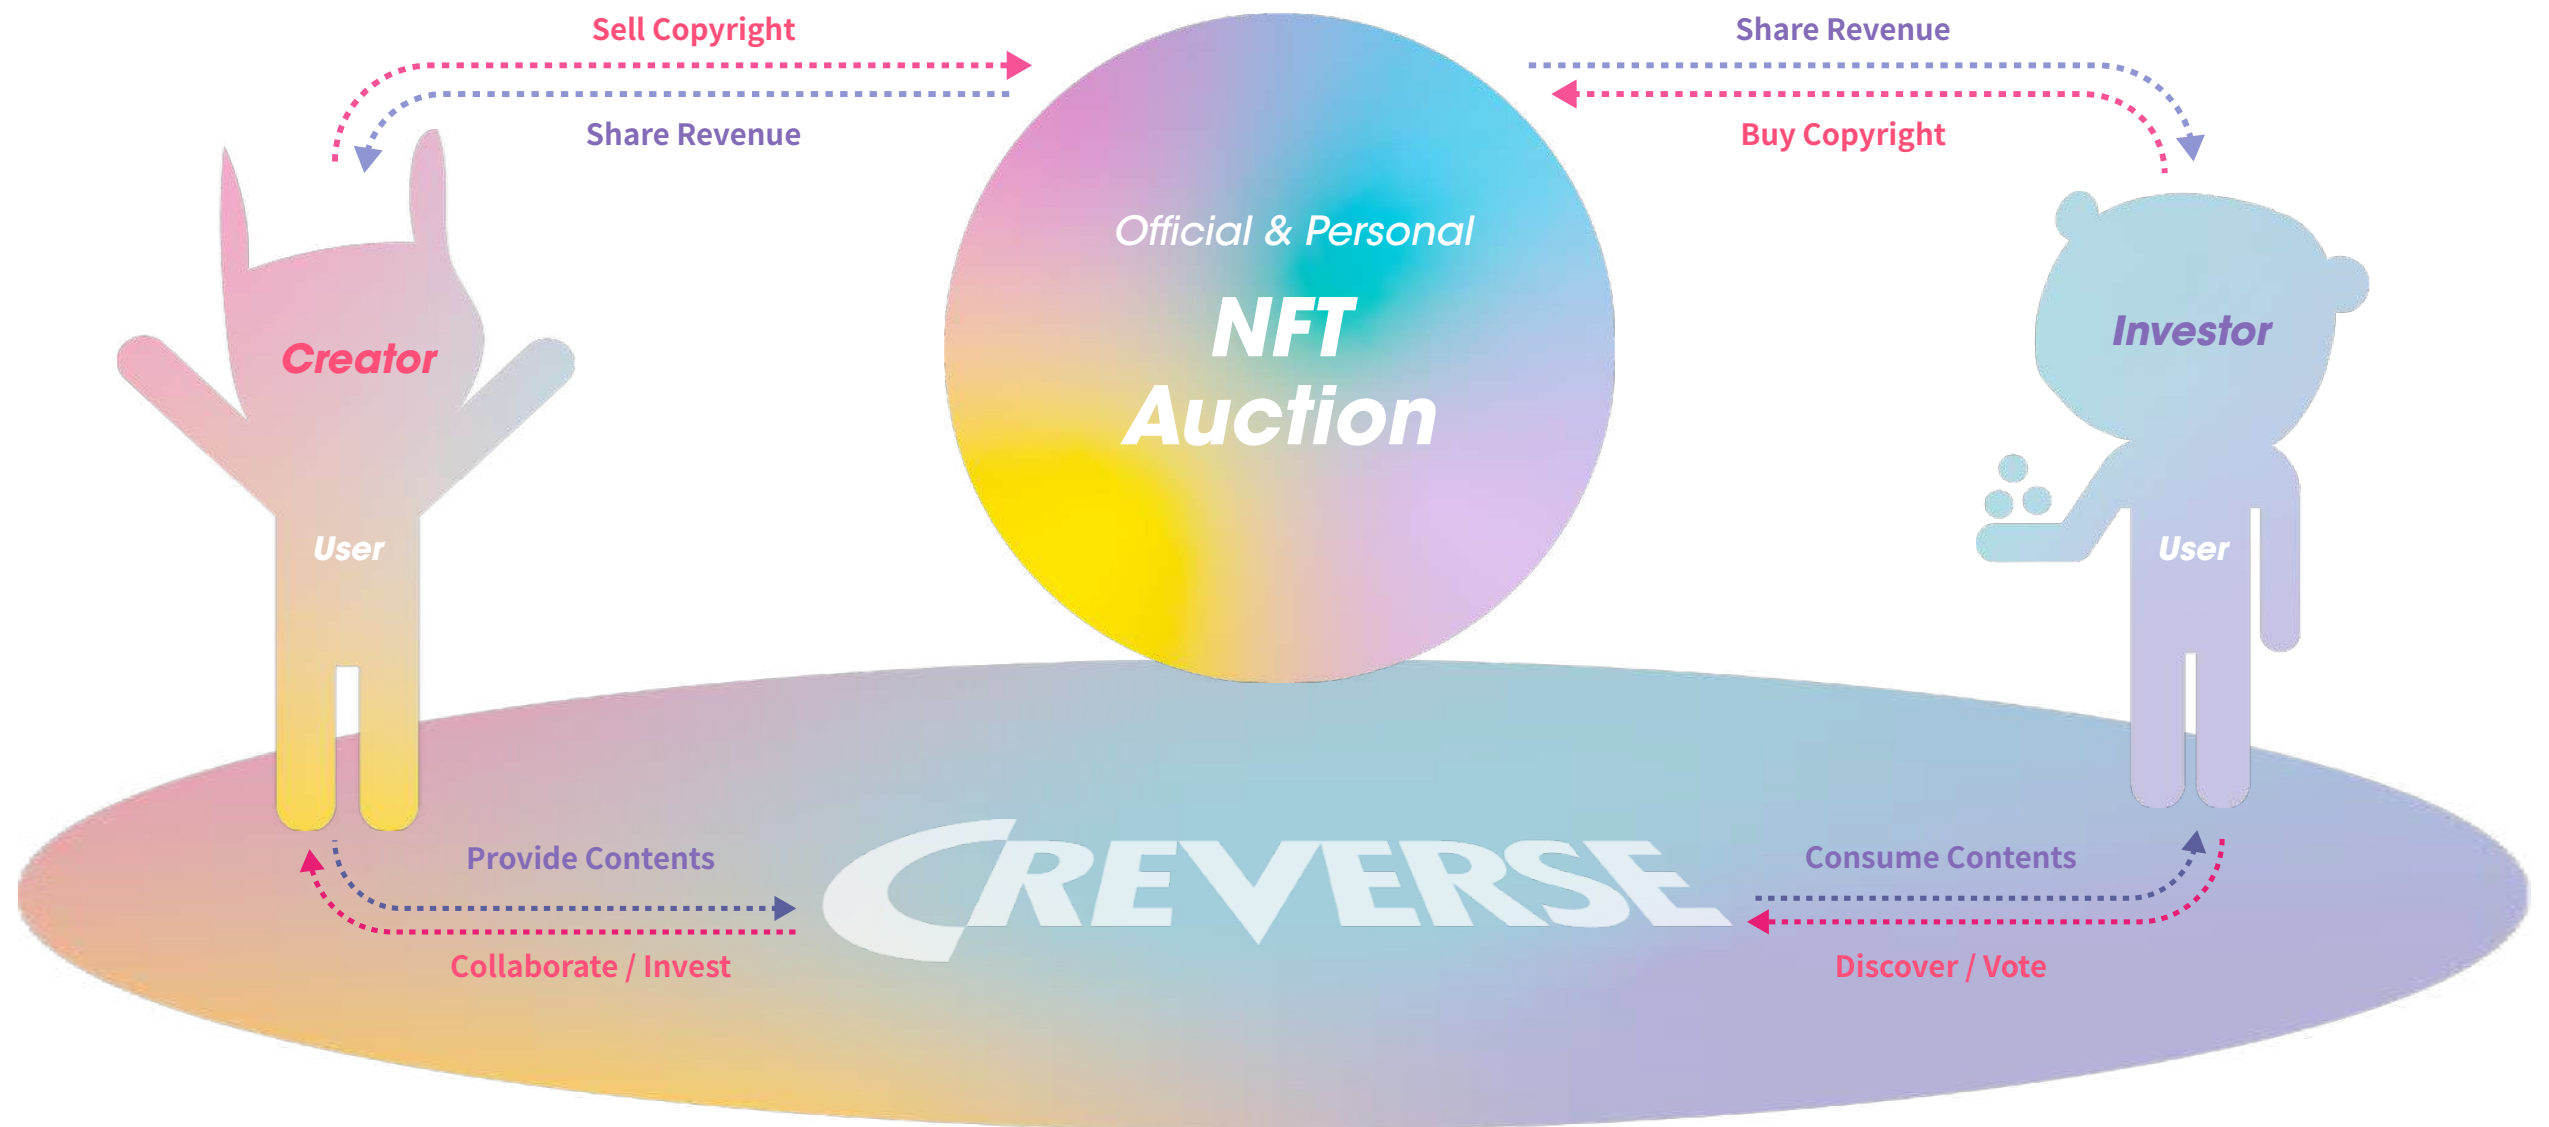 Sell Copyright
Share Revenue
Share Revenue
Buy Copyright
Official & Personal
NFT
Auction
Creator
User
Investor
User
Provide Contents
Collaborate / Invest
CREVERSE
Consume Contents
Discover / Vote